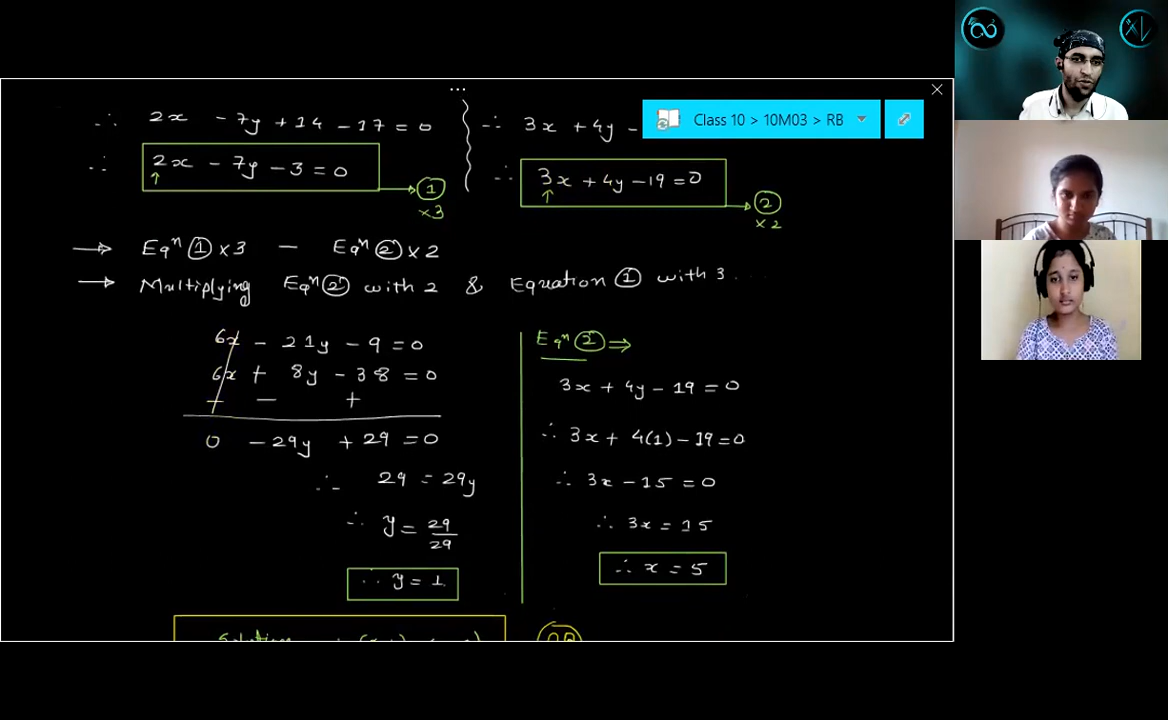 ∴ 2x - 7y + 14 - 17 = 0
∴ 2x - 7y - 3 = 0
→ ①
×3
∴ 3x + 4y -
∴ 3x + 4y - 19 = 0
→ ②
×2
Class 10 > 10M03 > RB
→ Eqⁿ ① ×3 - Eqⁿ ② ×2
→ Multiplying Eqⁿ ② with 2 & Equation ① with 3 ...
6x - 21y - 9 = 0
6x + 8y - 38 = 0
- - +
0 - 29y + 29 = 0
∴ 29 = 29y
∴ y = 29/29
∴ y = 1
Eqⁿ ② ⇒
3x + 4y - 19 = 0
∴ 3x + 4(1) - 19 = 0
∴ 3x - 15 = 0
∴ 3x = 15
∴ x = 5